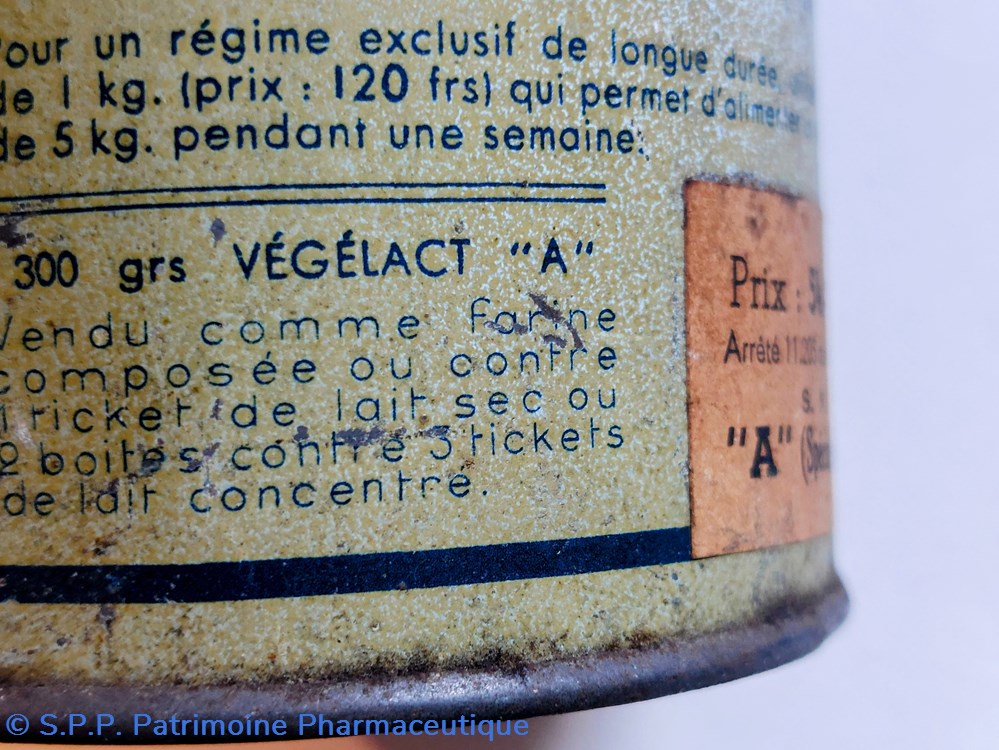 our un régime exclusif de longue durée,
de 1 kg. (prix : 120 frs) qui permet d'alimenter
de 5 kg. pendant une semaine.
300 grs VÉGÉLACT "A"
Vendu comme farine
composée ou contre
1 ticket de lait sec ou
2 boites contre 3 tickets
de lait concentré.
Prix :
Arrêté
"A"
© S.P.P. Patrimoine Pharmaceutique